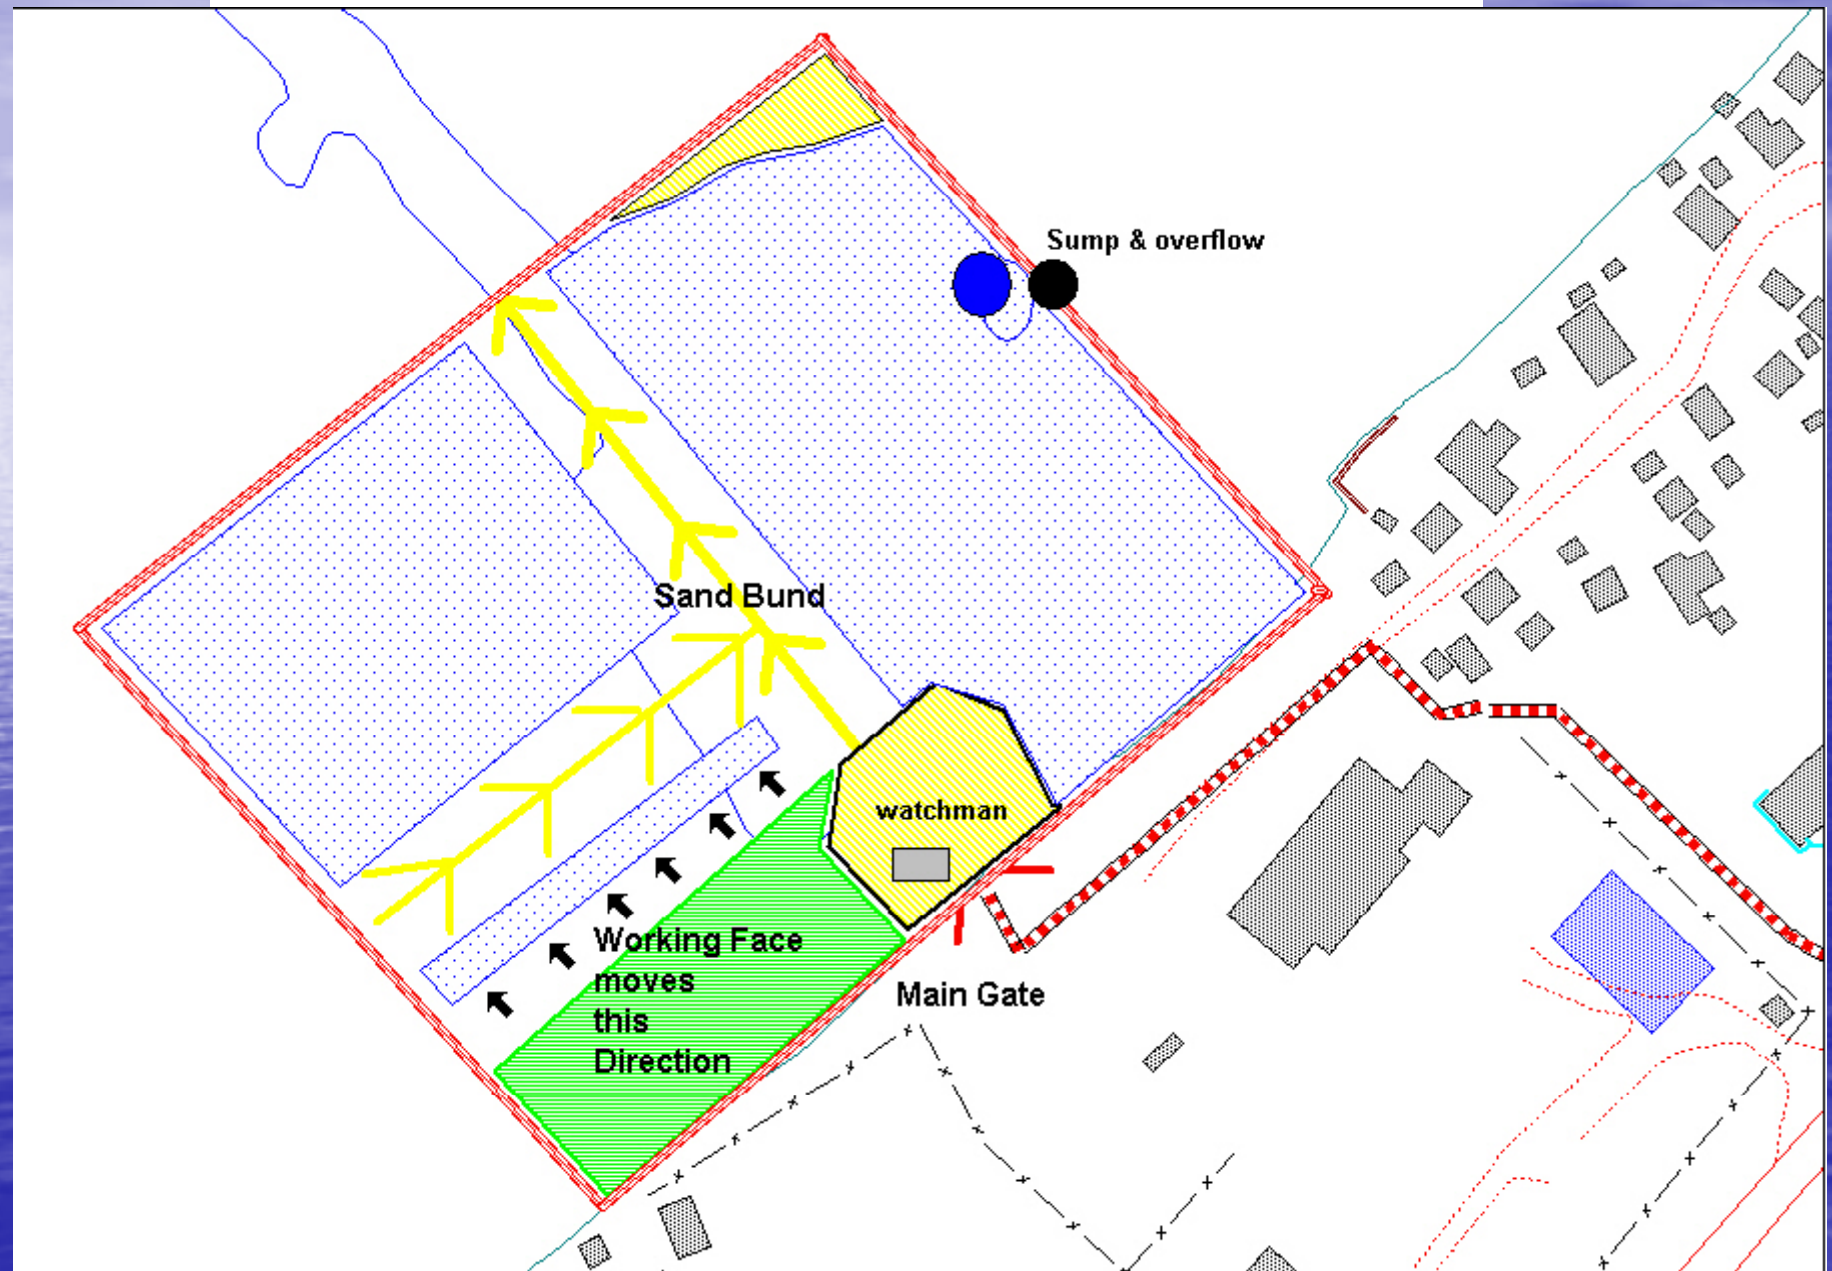 Sump & overflow
Sand Bund
watchman
Working Face
moves
this
Direction
Main Gate